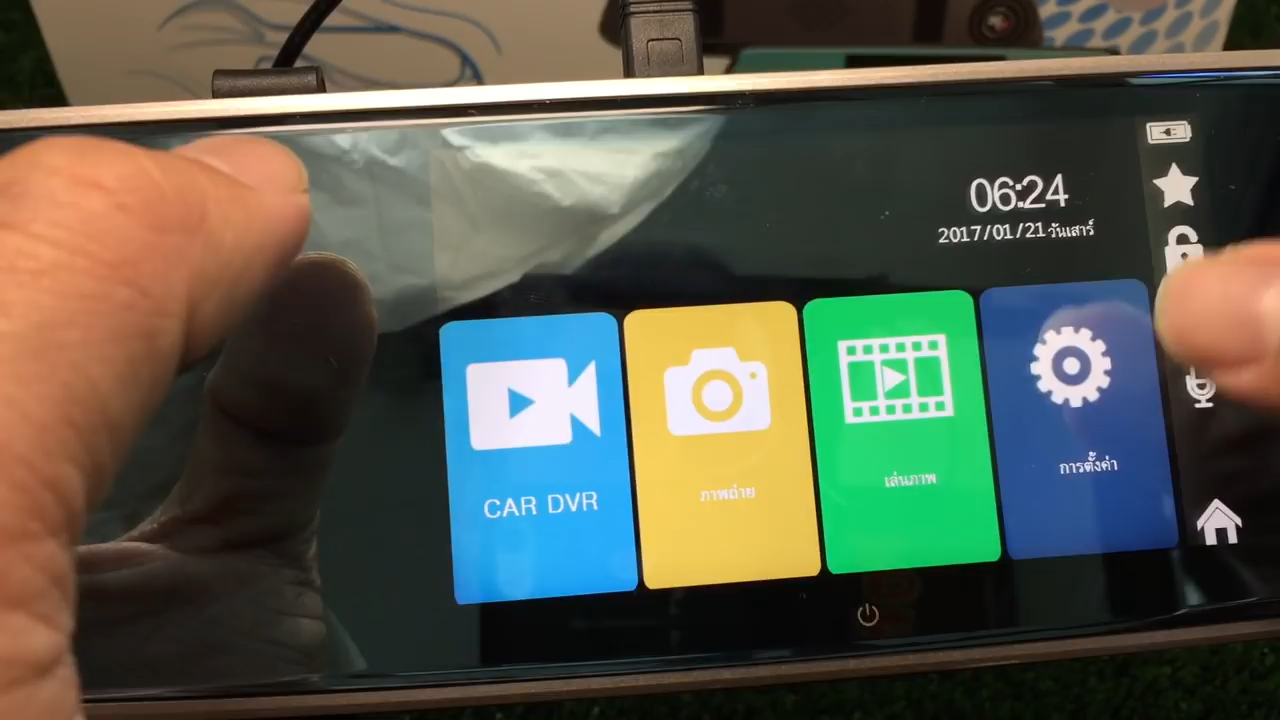 06:24
2017/01/21 วันเสาร์
CAR DVR
ภาพถ่าย
เล่นภาพ
การตั้งค่า